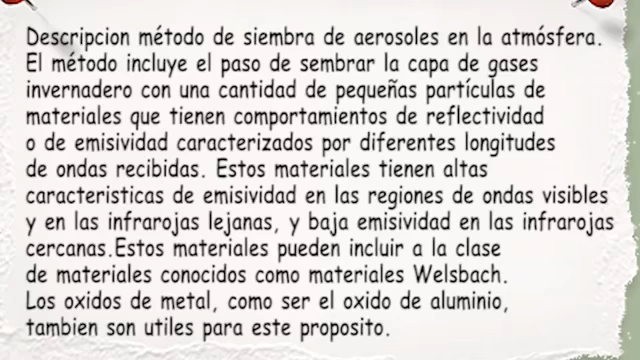 Descripcion método de siembra de aerosoles en la atmósfera.
El método incluye el paso de sembrar la capa de gases
invernadero con una cantidad de pequeñas partículas de
materiales que tienen comportamientos de reflectividad
o de emisividad caracterizados por diferentes longitudes
de ondas recibidas. Estos materiales tienen altas
caracteristicas de emisividad en las regiones de ondas visibles
y en las infrarojas lejanas, y baja emisividad en las infrarojas
cercanas.Estos materiales pueden incluir a la clase
de materiales conocidos como materiales Welsbach.
Los oxidos de metal, como ser el oxido de aluminio,
tambien son utiles para este proposito.